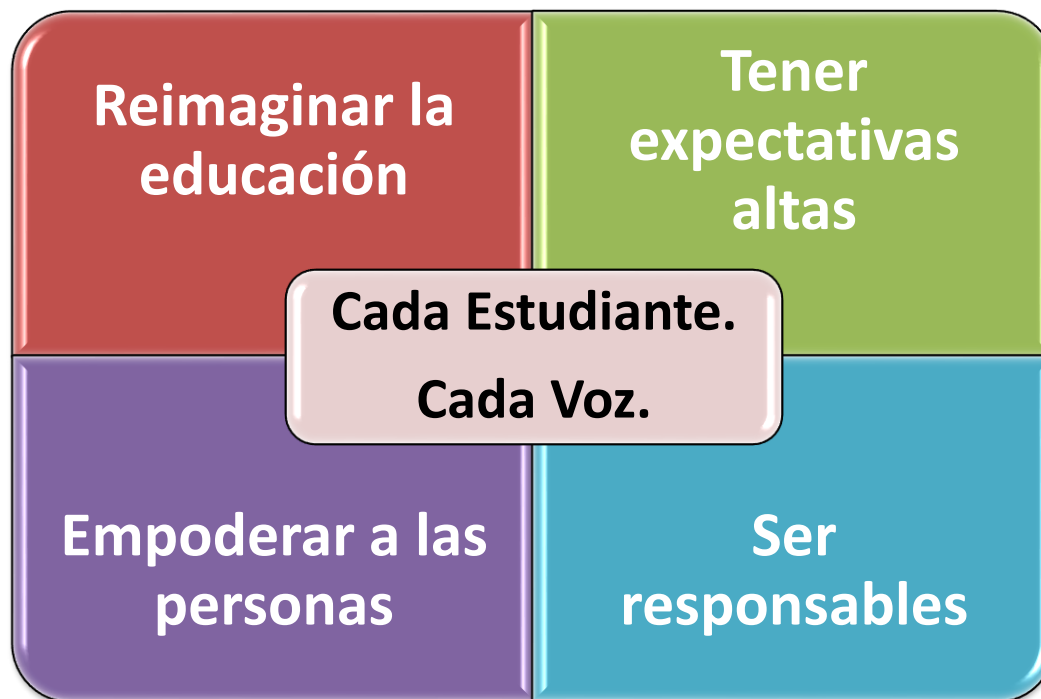 Reimaginar la
educación
Tener
expectativas
altas
Cada Estudiante.
Cada Voz.
Empoderar a las
personas
Ser
responsables